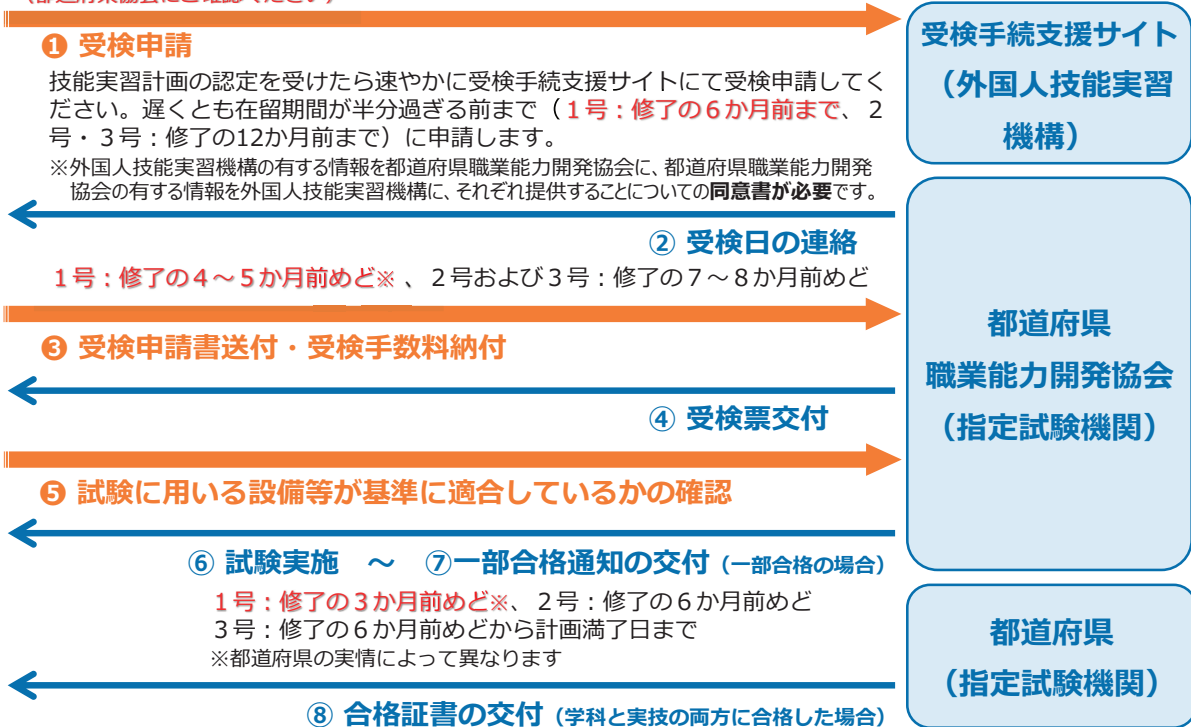 ❶ 受検申請
技能実習計画の認定を受けたら速やかに受検手続支援サイトにて受検申請してく
ださい。遅くとも在留期間が半分過ぎる前まで（１号：修了の６か月前まで、２
号・３号：修了の12か月前まで）に申請します。
※外国人技能実習機構の有する情報を都道府県職業能力開発協会に、都道府県職業能力開発
協会の有する情報を外国人技能実習機構に、それぞれ提供することについての同意書が必要です。
受検手続支援サイト
（外国人技能実習
機構）
② 受検日の連絡
１号：修了の４～５か月前めど※ 、２号および３号：修了の７～８か月前めど
❸ 受検申請書送付・受検手数料納付
④ 受検票交付
❺ 試験に用いる設備等が基準に適合しているかの確認
都道府県
職業能力開発協会
（指定試験機関）
⑥ 試験実施　～　⑦一部合格通知の交付（一部合格の場合）
１号：修了の３か月前めど※、２号：修了の６か月前めど
３号：修了の６か月前めどから計画満了日まで
※都道府県の実情によって異なります
⑧ 合格証書の交付（学科と実技の両方に合格した場合）
都道府県
（指定試験機関）